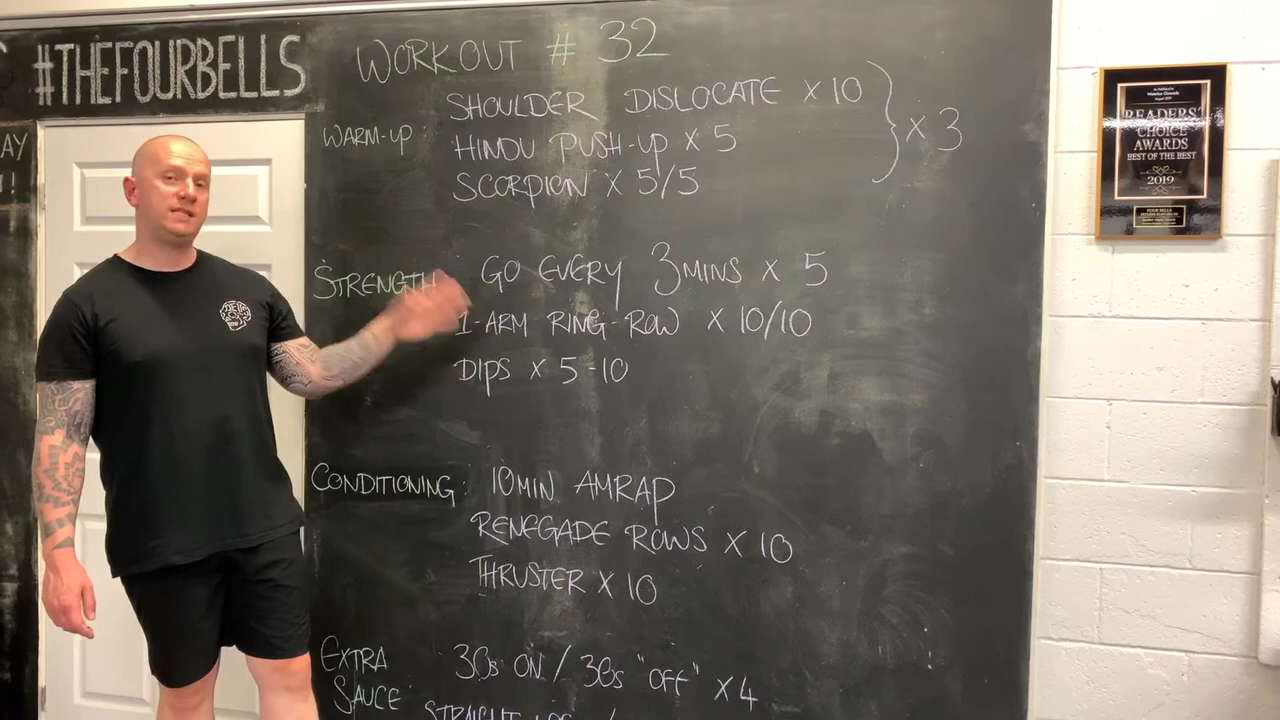 #THEFOURBELLS
WORKOUT # 32
WARM-UP:
SHOULDER DISLOCATE X 10
HINDU PUSH-UP X 5
SCORPION X 5/5
X 3
STRENGTH
GO EVERY 3MINS X 5
1-ARM RING-ROW X 10/10
DIPS X 5-10
CONDITIONING: 10MIN AMRAP
RENEGADE ROWS X 10
THRUSTER X 10
EXTRA SAUCE:
30s ON / 30s "OFF" X 4
READERS'
CHOICE
AWARDS
BEST OF THE BEST
2019